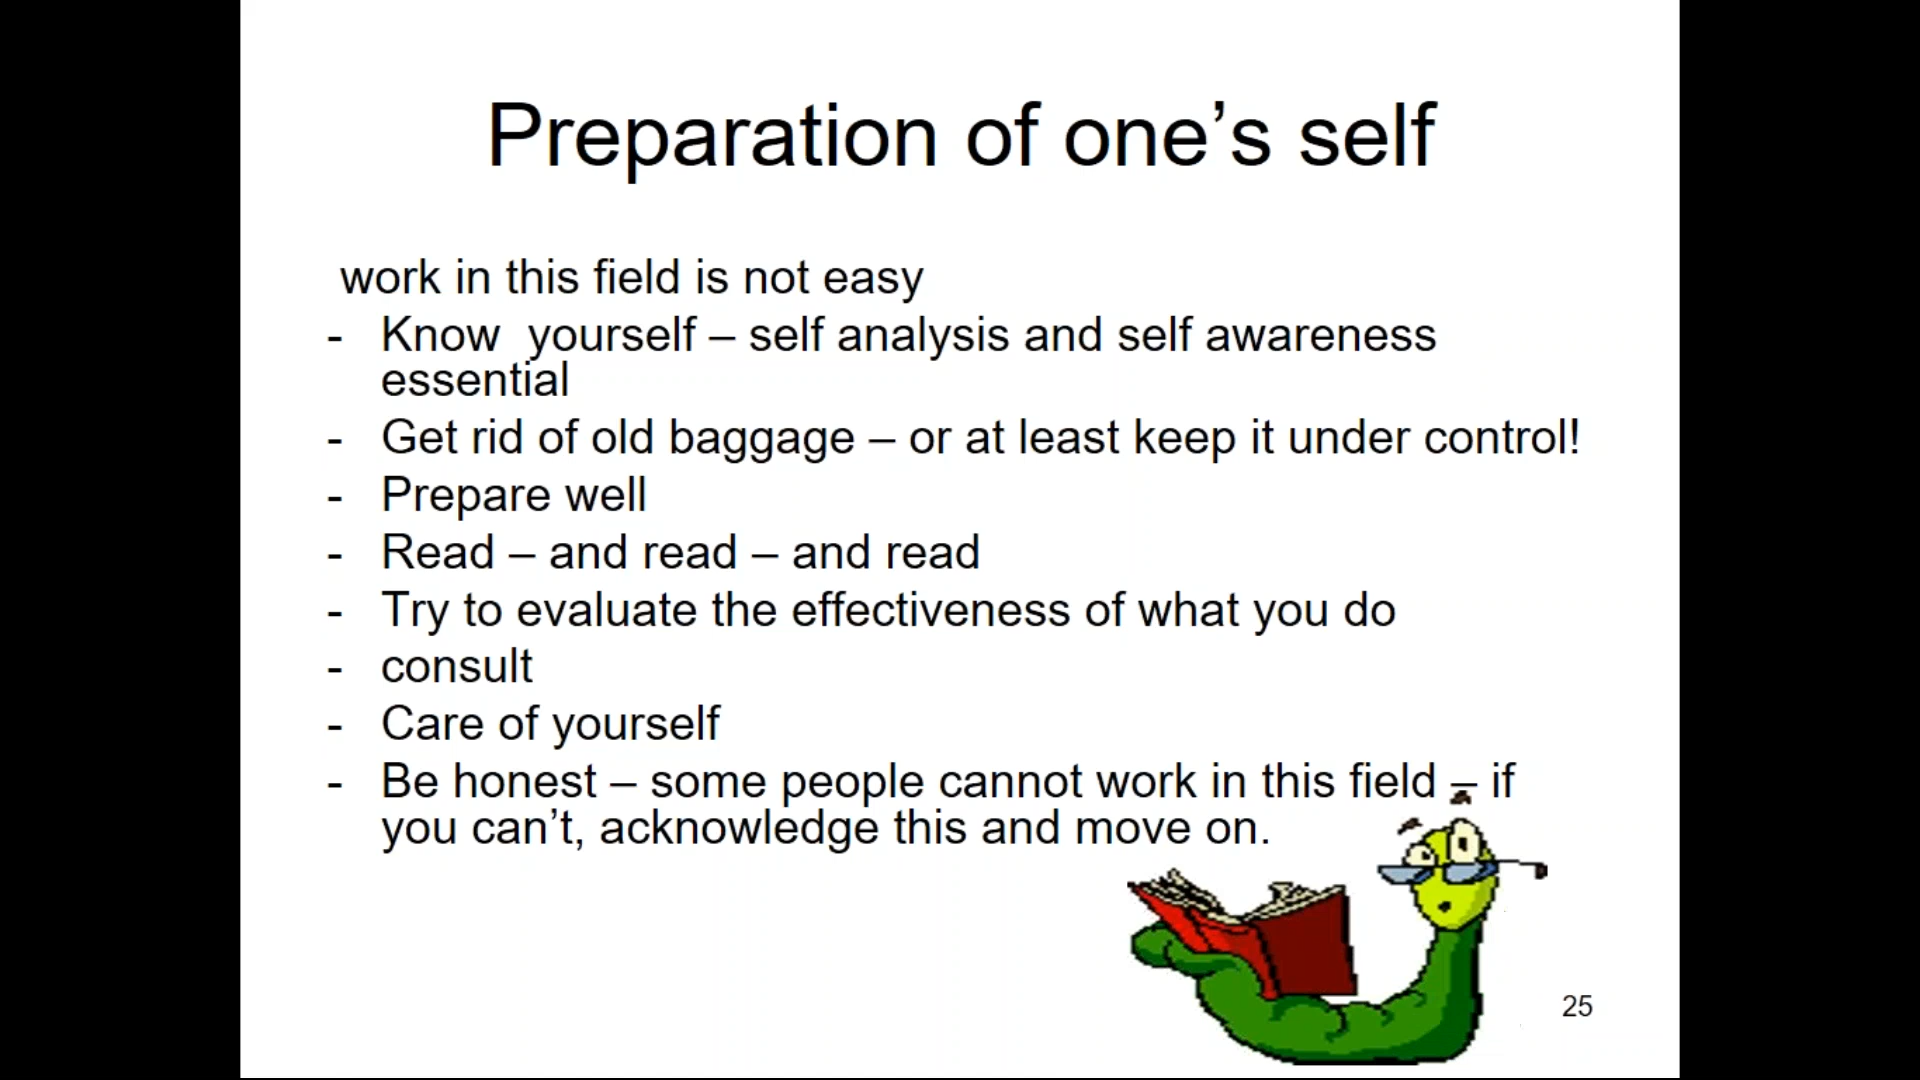 Preparation of one’s self
work in this field is not easy
- Know  yourself – self analysis and self awareness
essential
- Get rid of old baggage – or at least keep it under control!
- Prepare well
- Read – and read – and read
- Try to evaluate the effectiveness of what you do
- consult
- Care of yourself
- Be honest – some people cannot work in this field – if
you can’t, acknowledge this and move on.
25